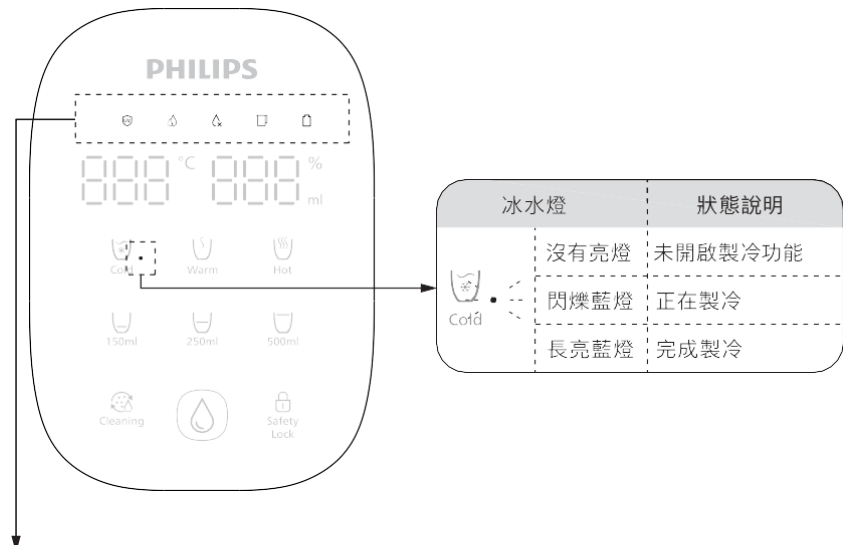 PHILIPS
UV
888 °C 888 %
ml
Cold Warm Hot
150ml 250ml 500ml
Cleaning Safety
Lock
冰水燈 狀態說明
沒有亮燈 未開啟製冷功能
閃爍藍燈 正在製冷
Cold
長亮藍燈 完成製冷